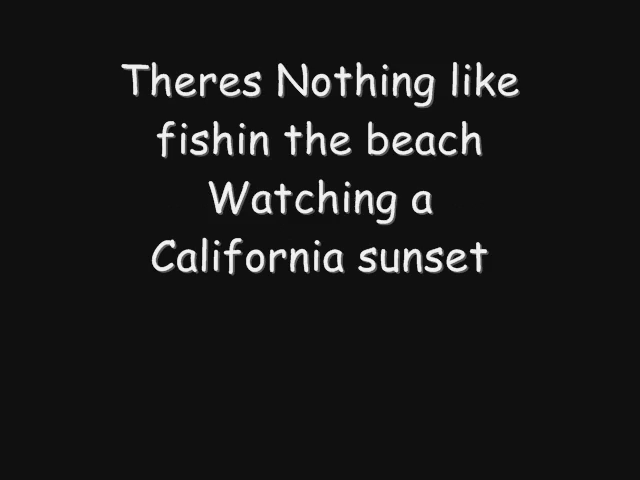 Theres Nothing like
fishin the beach
Watching a
California sunset